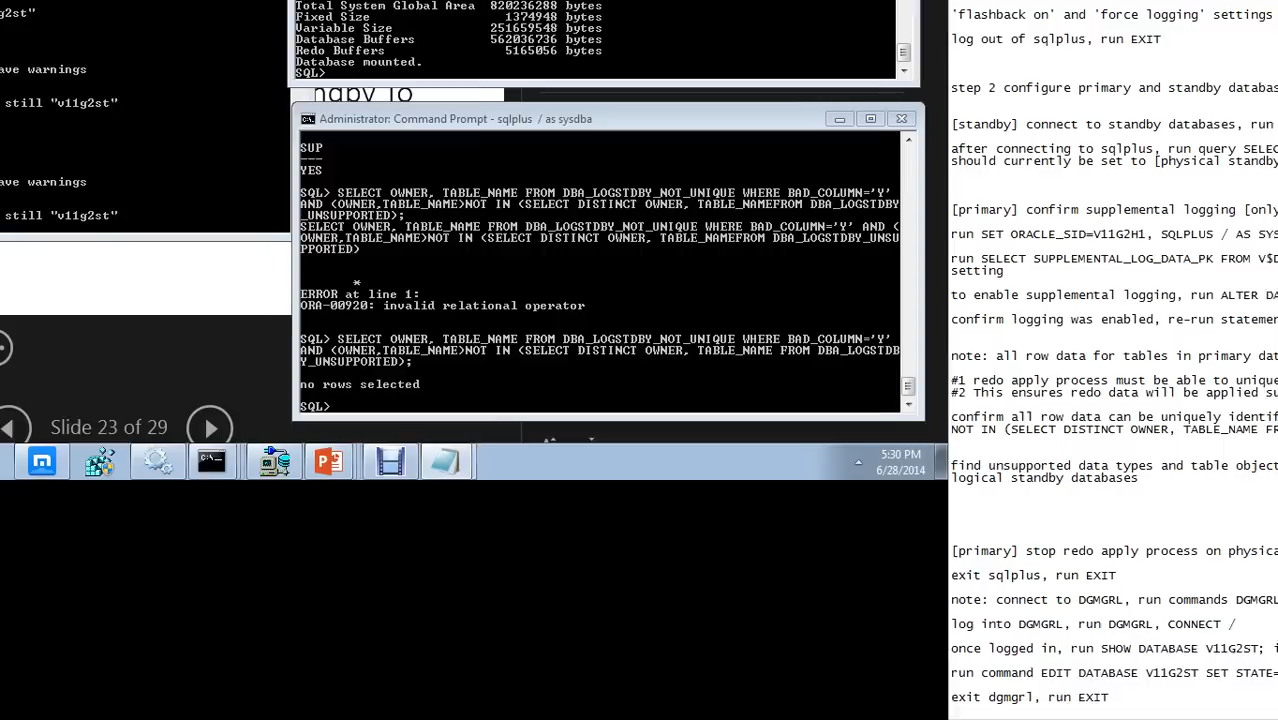 g2st"
ave warnings
still "v11g2st"
ave warnings
still "v11g2st"
Total System Global Area 820236288 bytes
Fixed Size 1374948 bytes
Variable Size 251659548 bytes
Database Buffers 562036736 bytes
Redo Buffers 5165056 bytes
Database mounted.
SQL>
ndby To
Administrator: Command Prompt - sqlplus / as sysdba
SUP
---
YES
SQL> SELECT OWNER, TABLE_NAME FROM DBA_LOGSTDBY_NOT_UNIQUE WHERE BAD_COLUMN='Y'
AND (OWNER,TABLE_NAME)NOT IN (SELECT DISTINCT OWNER, TABLE_NAMEFROM DBA_LOGSTDBY
_UNSUPPORTED);
SELECT OWNER, TABLE_NAME FROM DBA_LOGSTDBY_NOT_UNIQUE WHERE BAD_COLUMN='Y' AND (
OWNER,TABLE_NAME)NOT IN (SELECT DISTINCT OWNER, TABLE_NAMEFROM DBA_LOGSTDBY_UNSU
PPORTED)
*
ERROR at line 1:
ORA-00920: invalid relational operator
SQL> SELECT OWNER, TABLE_NAME FROM DBA_LOGSTDBY_NOT_UNIQUE WHERE BAD_COLUMN='Y'
AND (OWNER,TABLE_NAME)NOT IN (SELECT DISTINCT OWNER, TABLE_NAME FROM DBA_LOGSTDB
Y_UNSUPPORTED);
no rows selected
SQL>
Slide 23 of 29
5:30 PM
6/28/2014
'flashback on' and 'force logging' settings
log out of sqlplus, run EXIT
step 2 configure primary and standby databas
[standby] connect to standby databases, run
after connecting to sqlplus, run query SELEC
should currently be set to [physical standby
[primary] confirm supplemental logging [only
run SET ORACLE_SID=V11G2H1, SQLPLUS / AS SYS
run SELECT SUPPLEMENTAL_LOG_DATA_PK FROM V$D
setting
to enable supplemental logging, run ALTER DA
confirm logging was enabled, re-run statemen
note: all row data for tables in primary dat
#1 redo apply process must be able to unique
#2 This ensures redo data will be applied su
confirm all row data can be uniquely identif
NOT IN (SELECT DISTINCT OWNER, TABLE_NAME FR
find unsupported data types and table object
logical standby databases
[primary] stop redo apply process on physica
exit sqlplus, run EXIT
note: connect to DGMGRL, run commands DGMGRL
log into DGMGRL, run DGMGRL, CONNECT /
once logged in, run SHOW DATABASE V11G2ST; i
run command EDIT DATABASE V11G2ST SET STATE=
exit dgmgrl, run EXIT